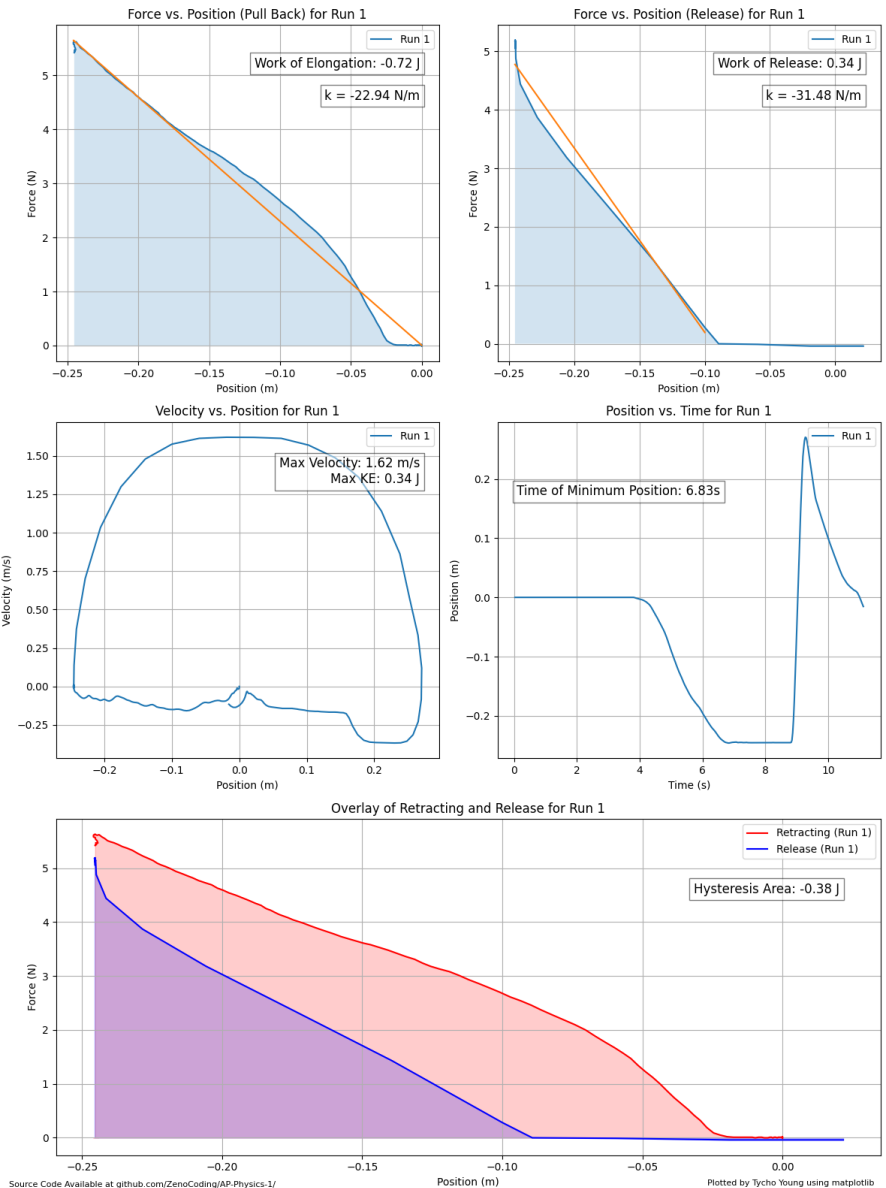 Force vs. Position (Pull Back) for Run 1
Run 1
Work of Elongation: -0.72 J
k = -22.94 N/m
Force (N)
5
4
3
2
1
0
−0.25 −0.20 −0.15 −0.10 −0.05 0.00
Position (m)
Force vs. Position (Release) for Run 1
Run 1
Work of Release: 0.34 J
k = -31.48 N/m
Force (N)
5
4
3
2
1
0
−0.25 −0.20 −0.15 −0.10 −0.05 0.00
Position (m)
Velocity vs. Position for Run 1
Run 1
Max Velocity: 1.62 m/s
Max KE: 0.34 J
Velocity (m/s)
1.50
1.25
1.00
0.75
0.50
0.25
0.00
−0.25
−0.2 −0.1 0.0 0.1 0.2
Position (m)
Position vs. Time for Run 1
Run 1
Time of Minimum Position: 6.83s
Position (m)
0.2
0.1
0.0
−0.1
−0.2
0 2 4 6 8 10
Time (s)
Overlay of Retracting and Release for Run 1
Retracting (Run 1)
Release (Run 1)
Hysteresis Area: -0.38 J
Force (N)
5
4
3
2
1
0
−0.25 −0.20 −0.15 −0.10 −0.05 0.00
Position (m)
Source Code Available at github.com/ZenoCoding/AP-Physics-1/
Plotted by Tycho Young using matplotlib